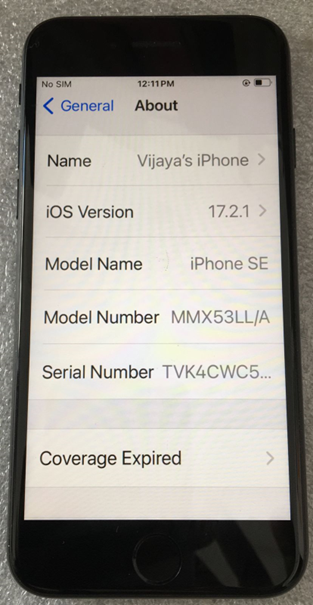 No SIM 12:11 PM
General About
Name Vijaya's iPhone
iOS Version 17.2.1
Model Name iPhone SE
Model Number MMX53LL/A
Serial Number TVK4CWC5...
Coverage Expired